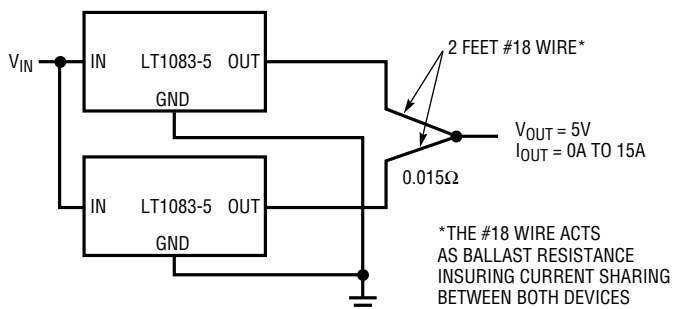 V_IN
IN LT1083-5 OUT
GND
2 FEET #18 WIRE*
V_OUT = 5V
I_OUT = 0A TO 15A
0.015Ω
IN LT1083-5 OUT
GND
*THE #18 WIRE ACTS
AS BALLAST RESISTANCE
INSURING CURRENT SHARING
BETWEEN BOTH DEVICES